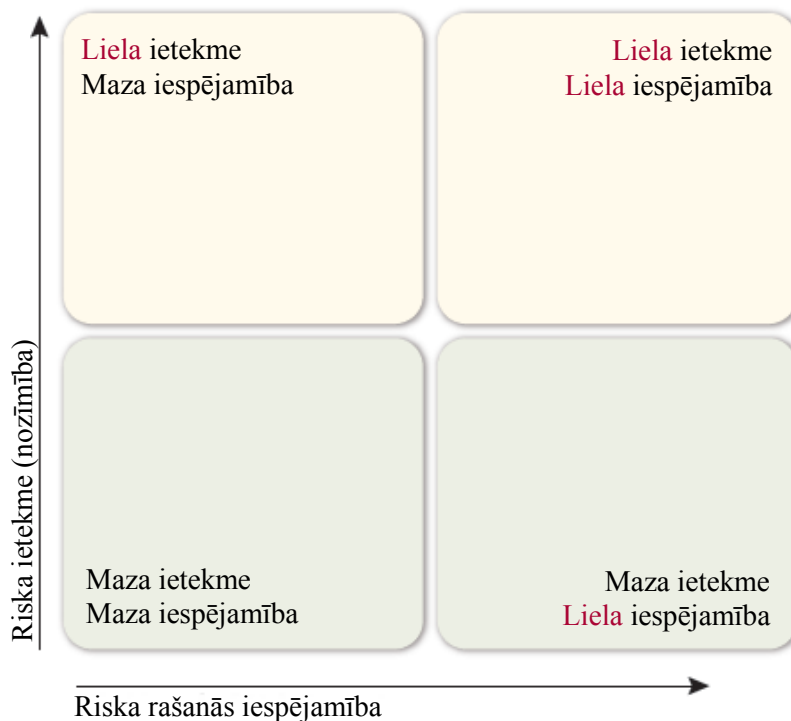 Liela ietekme
Maza iespējamība
Liela ietekme
Liela iespējamība
Riska ietekme (nozīmība)
Maza ietekme
Maza iespējamība
Maza ietekme
Liela iespējamība
Riska rašanās iespējamība